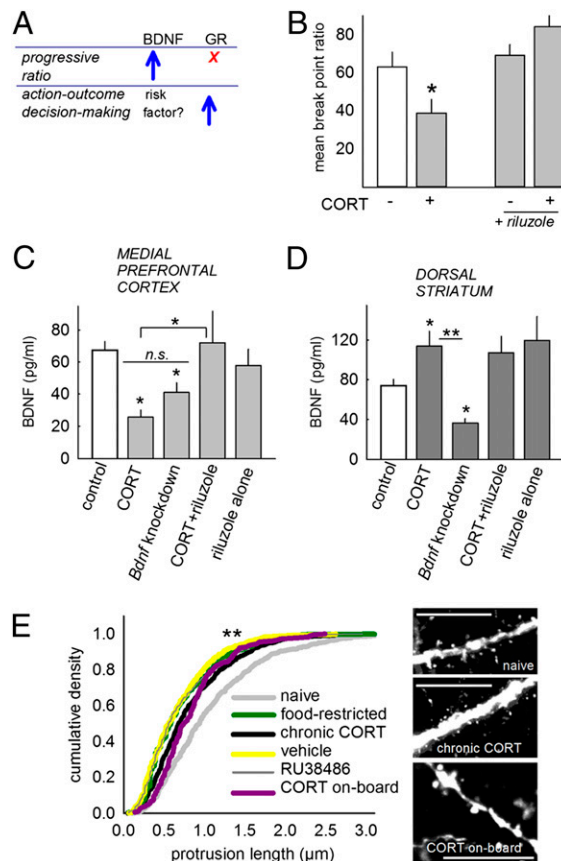 A
BDNF GR
progressive ratio ✗
action-outcome decision-making risk factor?
B
mean break point ratio
80
60
40
20
CORT - + - +
+ riluzole
*
C
MEDIAL
PREFRONTAL
CORTEX
BDNF (pg/ml)
80
60
40
20
0
*
n.s.
*
*
control
CORT
Bdnf knockdown
CORT+riluzole
riluzole alone
D
DORSAL
STRIATUM
BDNF (pg/ml)
120
80
40
0
*
**
*
control
CORT
Bdnf knockdown
CORT+riluzole
riluzole alone
E
cumulative density
1.0
0.8
0.6
0.4
0.2
0.0
**
naive
food-restricted
chronic CORT
vehicle
RU38486
CORT on-board
0.0 0.5 1.0 1.5 2.0 3.0
protrusion length (µm)
naive
chronic CORT
CORT on-board